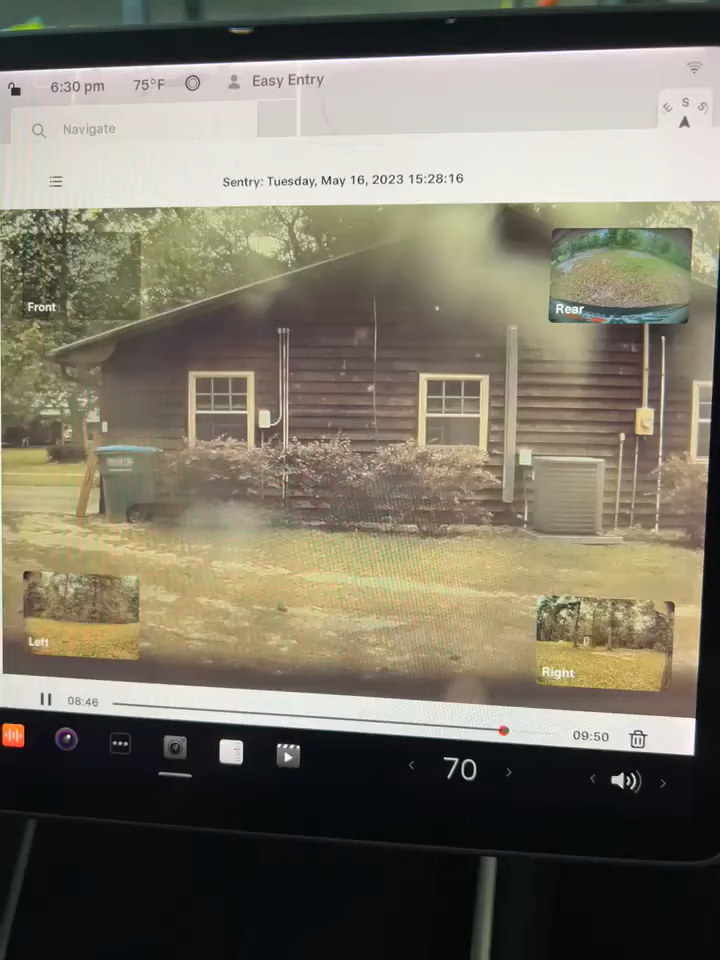 6:30 pm 75°F Easy Entry
Navigate
E S S
Sentry: Tuesday, May 16, 2023 15:28:16
Front
Rear
Left
Right
08:46
09:50
70